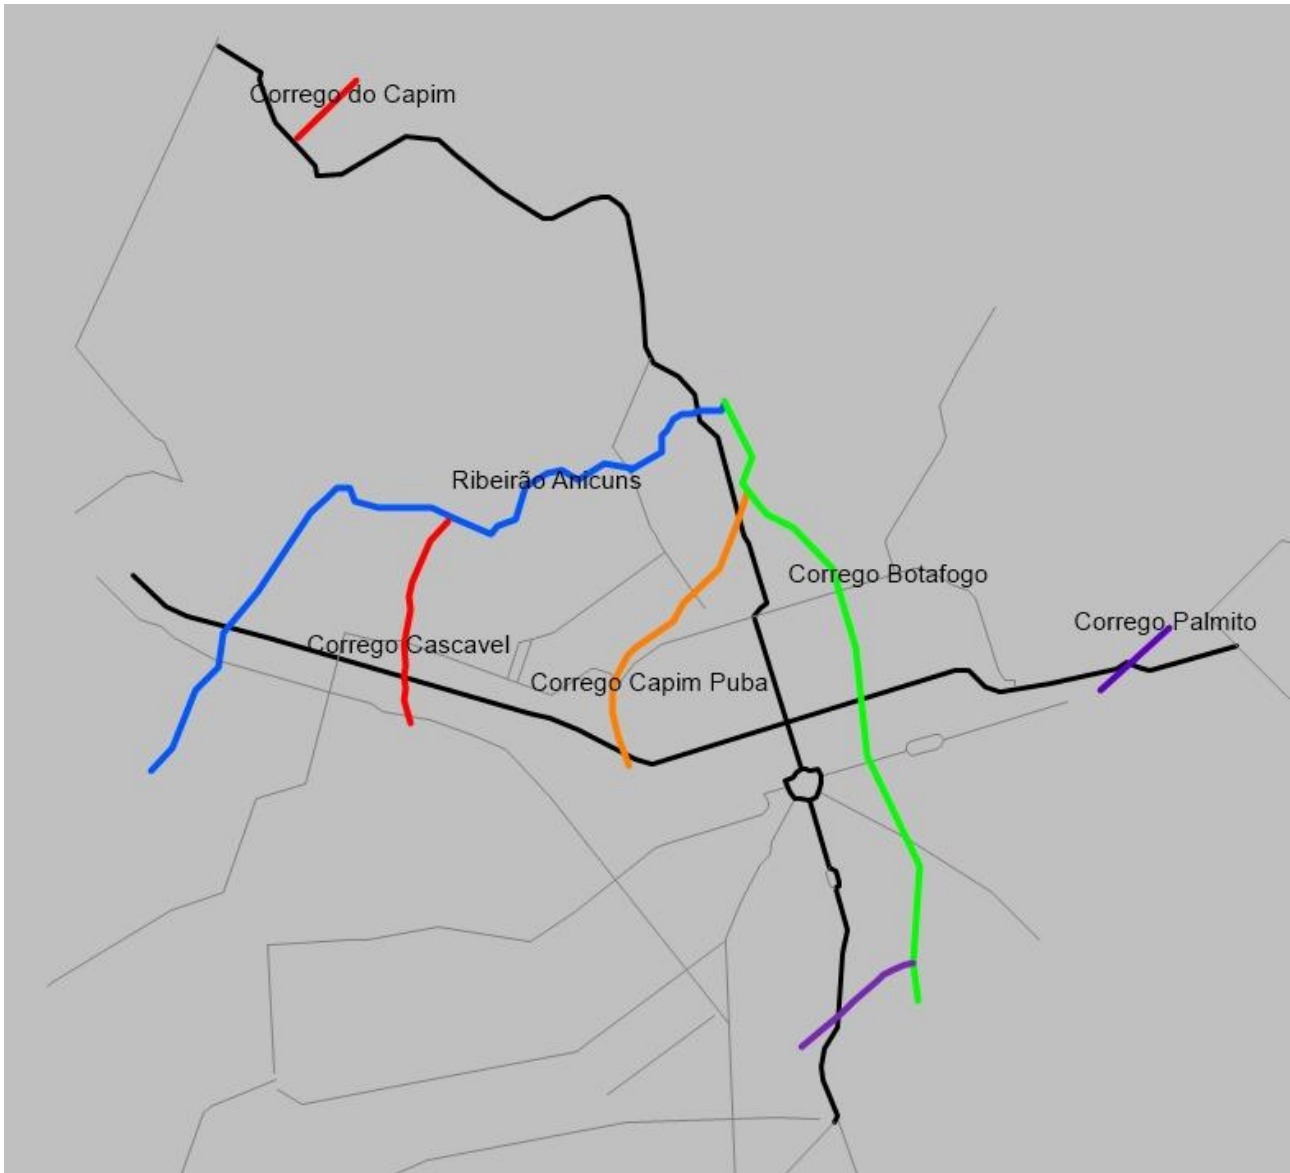 Corrego do Capim
Ribeirão Anicuns
Corrego Botafogo
Corrego Palmito
Corrego Cascavel
Corrego Capim Puba